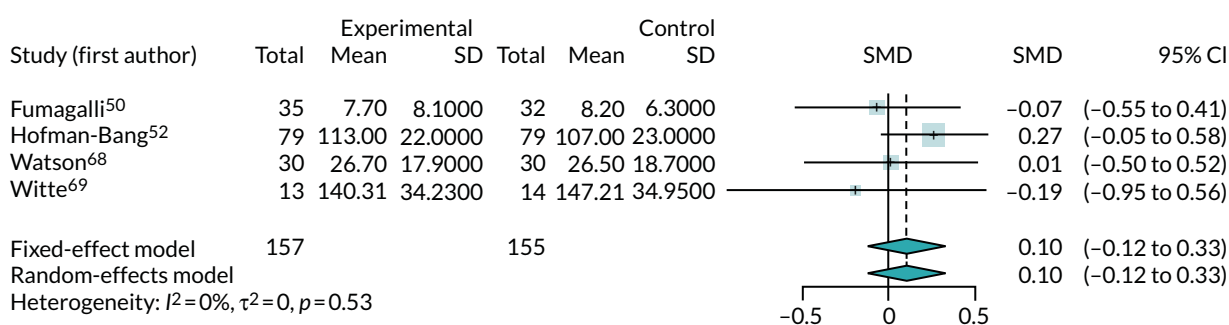 Experimental Control
Study (first author) Total Mean SD Total Mean SD SMD SMD 95% CI
Fumagalli50 35 7.70 8.1000 32 8.20 6.3000 –0.07 (–0.55 to 0.41)
Hofman-Bang52 79 113.00 22.0000 79 107.00 23.0000 0.27 (–0.05 to 0.58)
Watson68 30 26.70 17.9000 30 26.50 18.7000 0.01 (–0.50 to 0.52)
Witte69 13 140.31 34.2300 14 147.21 34.9500 –0.19 (–0.95 to 0.56)
Fixed-effect model 157 155 0.10 (–0.12 to 0.33)
Random-effects model 0.10 (–0.12 to 0.33)
Heterogeneity: I2=0%, τ2=0, p=0.53
–0.5 0 0.5